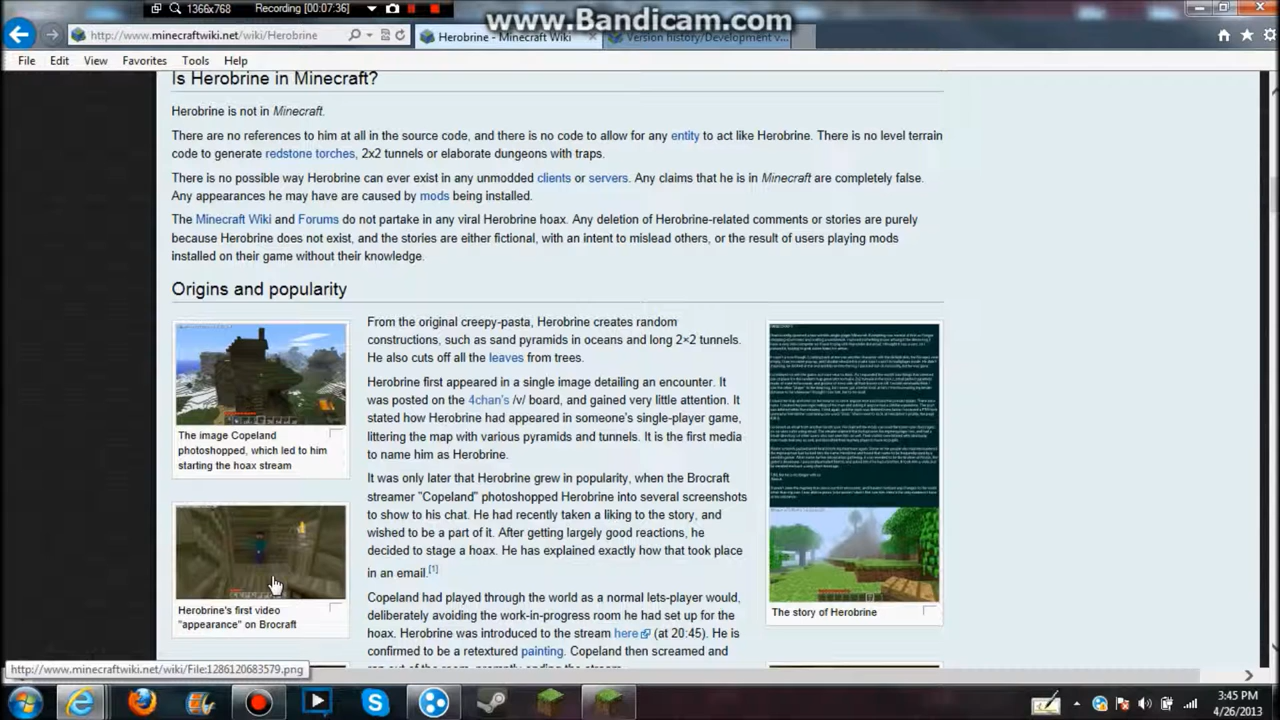 1366x768 Recording [00:07:36]
www.Bandicam.com
http://www.minecraftwiki.net/wiki/Herobrine
Herobrine - Minecraft Wiki
Version history/Development v...
File Edit View Favorites Tools Help
Is Herobrine in Minecraft?
Herobrine is not in Minecraft.
There are no references to him at all in the source code, and there is no code to allow for any entity to act like Herobrine. There is no level terrain
code to generate redstone torches, 2x2 tunnels or elaborate dungeons with traps.
There is no possible way Herobrine can ever exist in any unmodded clients or servers. Any claims that he is in Minecraft are completely false.
Any appearances he may have are caused by mods being installed.
The Minecraft Wiki and Forums do not partake in any viral Herobrine hoax. Any deletion of Herobrine-related comments or stories are purely
because Herobrine does not exist, and the stories are either fictional, with an intent to mislead others, or the result of users playing mods
installed on their game without their knowledge.
Origins and popularity
The image Copeland
photoshopped, which led to him
starting the hoax stream
Herobrine's first video
"appearance" on Brocraft
From the original creepy-pasta, Herobrine creates random
constructions, such as sand pyramids in oceans and long 2×2 tunnels.
He also cuts off all the leaves from trees.
Herobrine first appeared in a single image detailing an encounter. It
was posted on the 4chan's /v/ board, and gained very little attention. It
stated how Herobrine had appeared in someone's single-player game,
littering the map with various pyramids and tunnels. It is the first media
to name him as herobrine.
It was only later that Herobrine grew in popularity, when the Brocraft
streamer "Copeland" photshopped Herobrine into several screenshots
to show to his chat. He had recently taken a liking to the story, and
wished to be a part of it. After getting largely good reactions, he
decided to stage a hoax. He has explained exactly how that took place
in an email.[1]
Copeland had played through the world as a normal lets-player would,
deliberately avoiding the work-in-progress room he had set up for the
hoax. Herobrine was introduced to the stream here (at 20:45). He is
confirmed to be a retextured painting. Copeland then screamed and
ran out of the room, promptly ending the stream.
The story of Herobrine
http://www.minecraftwiki.net/wiki/File:1286120683579.png
3:45 PM
4/26/2013